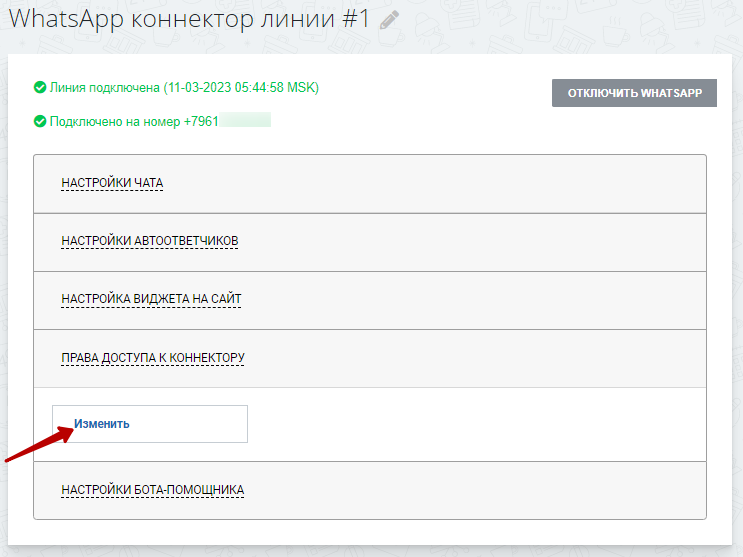 WhatsApp коннектор линии #1
Линия подключена (11-03-2023 05:44:58 MSK)
ОТКЛЮЧИТЬ WHATSAPP
Подключено на номер +7961
НАСТРОЙКИ ЧАТА
НАСТРОЙКИ АВТООТВЕТЧИКОВ
НАСТРОЙКА ВИДЖЕТА НА САЙТ
ПРАВА ДОСТУПА К КОННЕКТОРУ
Изменить
НАСТРОЙКИ БОТА-ПОМОЩНИКА